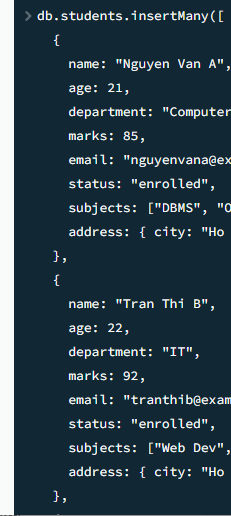 > db.students.insertMany([
{
name: "Nguyen Van A",
age: 21,
department: "Computer
marks: 85,
email: "nguyenvana@ex
status: "enrolled",
subjects: ["DBMS", "O
address: { city: "Ho
},
{
name: "Tran Thi B",
age: 22,
department: "IT",
marks: 92,
email: "tranthib@exam
status: "enrolled",
subjects: ["Web Dev",
address: { city: "Ho
},